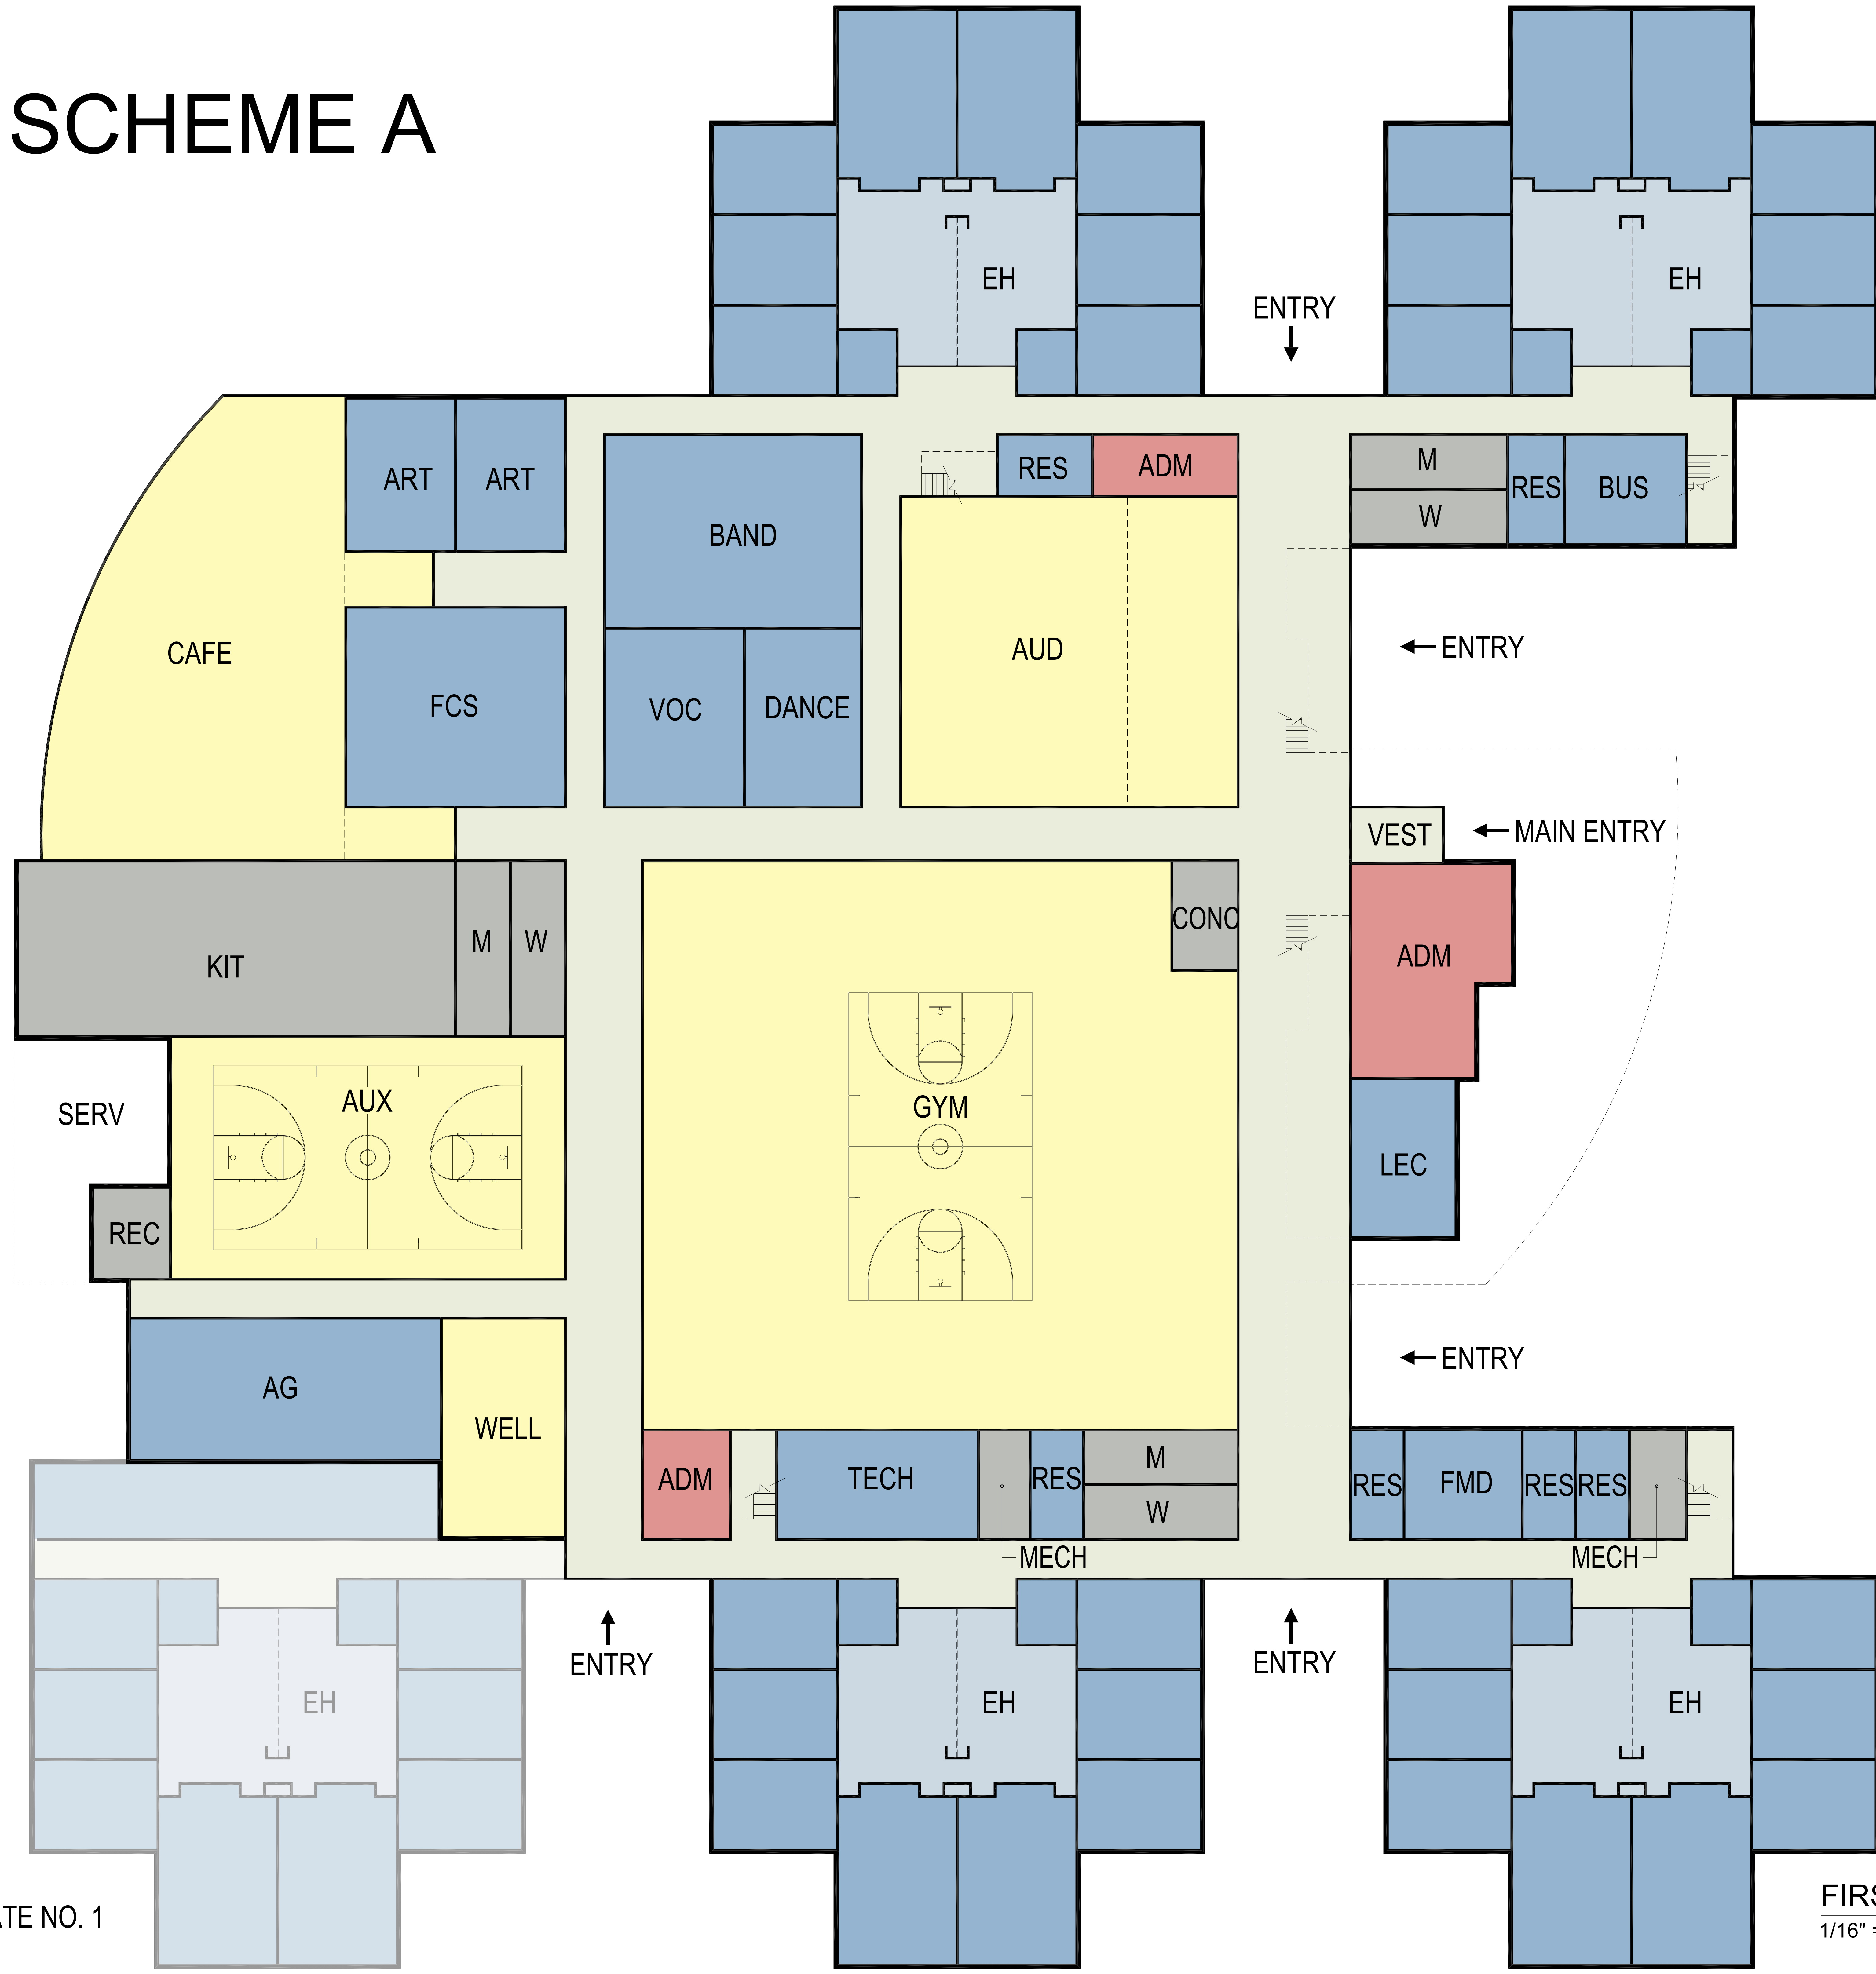 SCHEME A
EH
EH
ENTRY
ART
ART
BAND
RES
ADM
M
W
RES
BUS
CAFE
FCS
VOC
DANCE
AUD
ENTRY
VEST
MAIN ENTRY
KIT
M
W
CONC
ADM
SERV
AUX
GYM
LEC
REC
AG
WELL
ENTRY
ADM
TECH
RES
M
W
RES
FMD
RES
RES
MECH
MECH
ENTRY
ENTRY
EH
EH
EH
NO. 1
1/16"